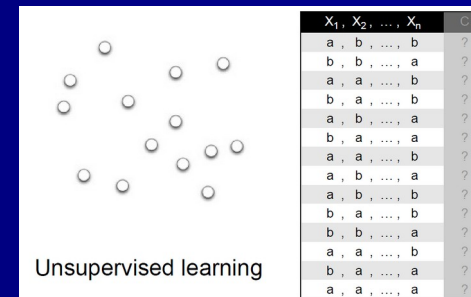 Unsupervised learning
X1 , X2 , ... , Xn C
a , b , ... , b ?
b , b , ... , a ?
a , a , ... , b ?
b , a , ... , b ?
a , b , ... , a ?
b , a , ... , a ?
a , a , ... , b ?
a , b , ... , a ?
a , b , ... , b ?
b , a , ... , b ?
b , b , ... , a ?
a , a , ... , b ?
b , a , ... , a ?
a , a , ... , a ?